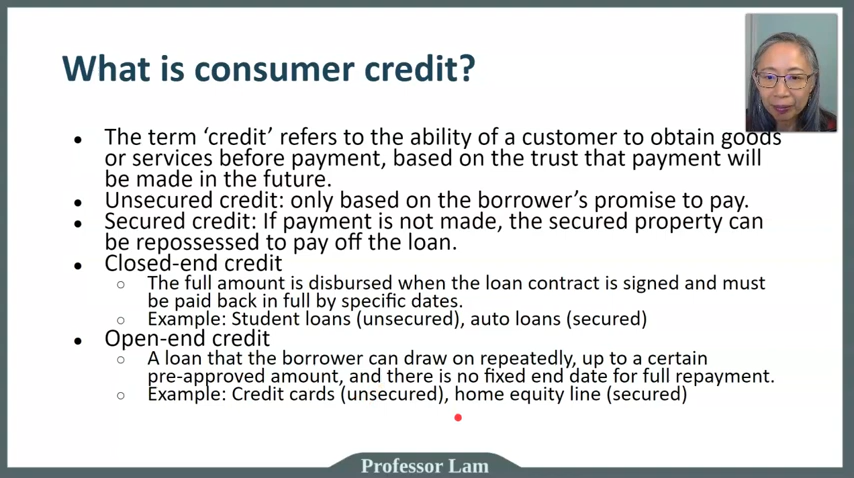 What is consumer credit?
● The term ‘credit’ refers to the ability of a customer to obtain goods
or services before payment, based on the trust that payment will
be made in the future.
● Unsecured credit: only based on the borrower’s promise to pay.
● Secured credit: If payment is not made, the secured property can
be repossessed to pay off the loan.
● Closed-end credit
○ The full amount is disbursed when the loan contract is signed and must
be paid back in full by specific dates.
○ Example: Student loans (unsecured), auto loans (secured)
● Open-end credit
○ A loan that the borrower can draw on repeatedly, up to a certain
pre-approved amount, and there is no fixed end date for full repayment.
○ Example: Credit cards (unsecured), home equity line (secured)
Professor Lam